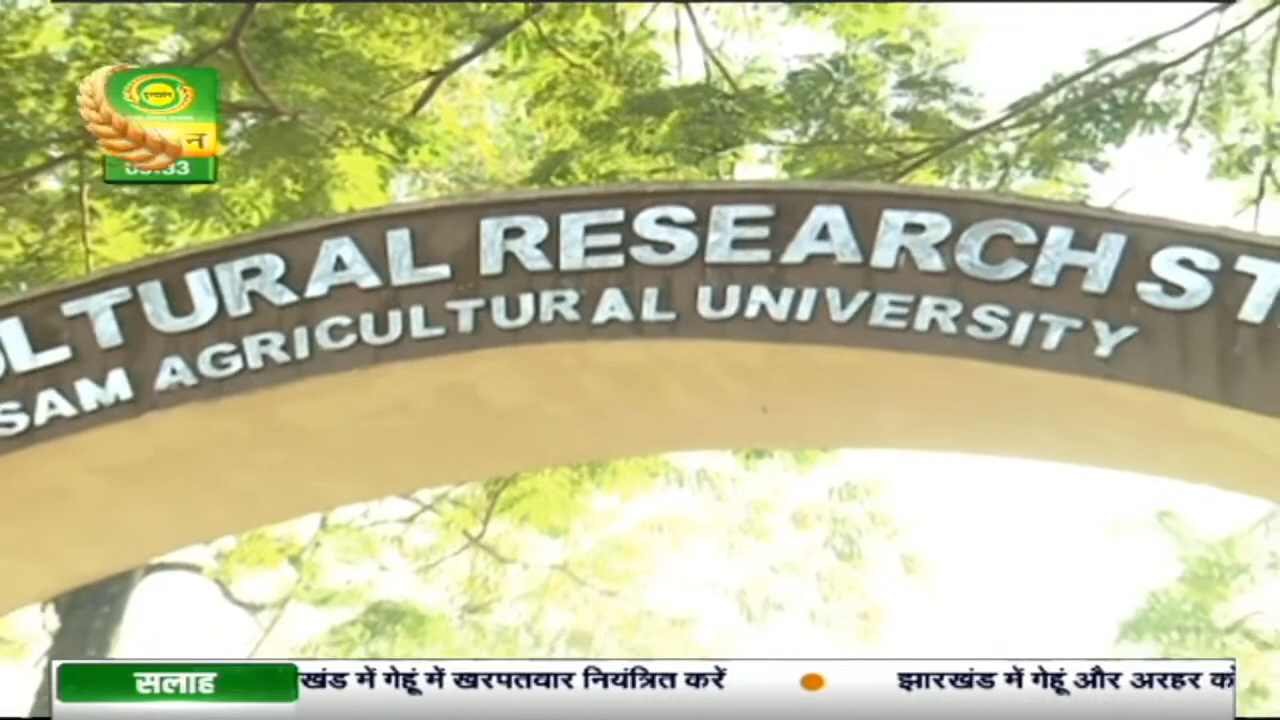 न
LTURAL RESEARCH ST
SAM AGRICULTURAL UNIVERSITY
सलाह
खंड में गेहूं में खरपतवार नियंत्रित करें
झारखंड में गेहूं और अरहर को